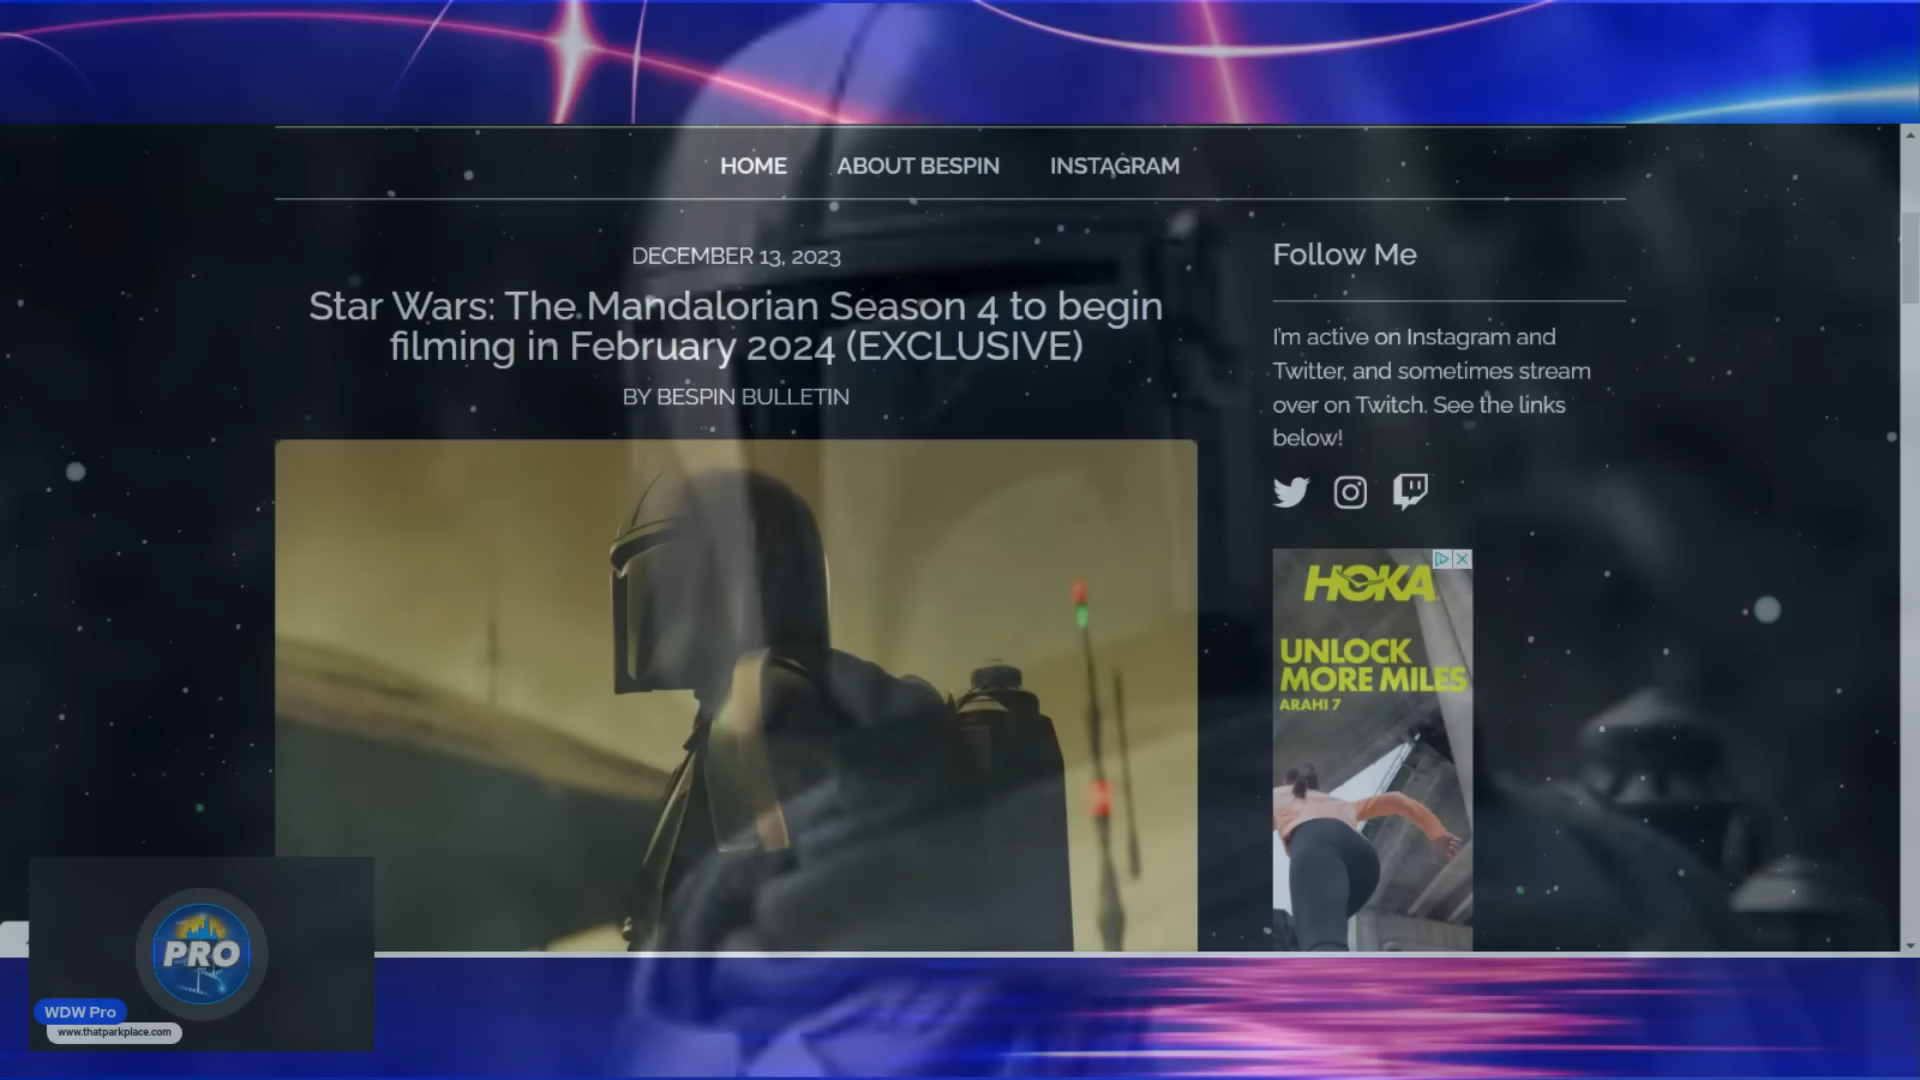 HOME ABOUT BESPIN INSTAGRAM
DECEMBER 13, 2023
Star Wars: The Mandalorian Season 4 to begin
filming in February 2024 (EXCLUSIVE)
BY BESPIN BULLETIN
Follow Me
I'm active on Instagram and
Twitter, and sometimes stream
over on Twitch. See the links
below!
HOKA
UNLOCK
MORE MILES
ARAHI 7
PRO
WDW Pro
www.thatparkplace.com